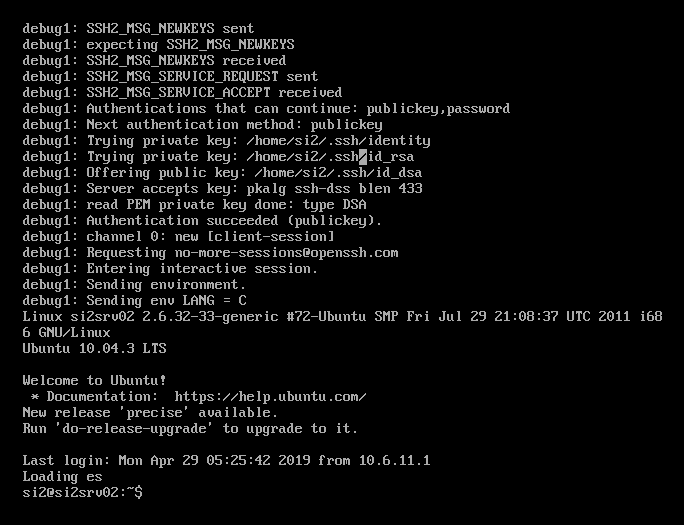 debug1: SSH2_MSG_NEWKEYS sent
debug1: expecting SSH2_MSG_NEWKEYS
debug1: SSH2_MSG_NEWKEYS received
debug1: SSH2_MSG_SERVICE_REQUEST sent
debug1: SSH2_MSG_SERVICE_ACCEPT received
debug1: Authentications that can continue: publickey,password
debug1: Next authentication method: publickey
debug1: Trying private key: /home/si2/.ssh/identity
debug1: Trying private key: /home/si2/.ssh/id_rsa
debug1: Offering public key: /home/si2/.ssh/id_dsa
debug1: Server accepts key: pkalg ssh-dss blen 433
debug1: read PEM private key done: type DSA
debug1: Authentication succeeded (publickey).
debug1: channel 0: new [client-session]
debug1: Requesting no-more-sessions@openssh.com
debug1: Entering interactive session.
debug1: Sending environment.
debug1: Sending env LANG = C
Linux si2srv02 2.6.32-33-generic #72-Ubuntu SMP Fri Jul 29 21:08:37 UTC 2011 i68
6 GNU/Linux
Ubuntu 10.04.3 LTS

Welcome to Ubuntu!
 * Documentation:  https://help.ubuntu.com/
New release 'precise' available.
Run 'do-release-upgrade' to upgrade to it.

Last login: Mon Apr 29 05:25:42 2019 from 10.6.11.1
Loading es
si2@si2srv02:~$